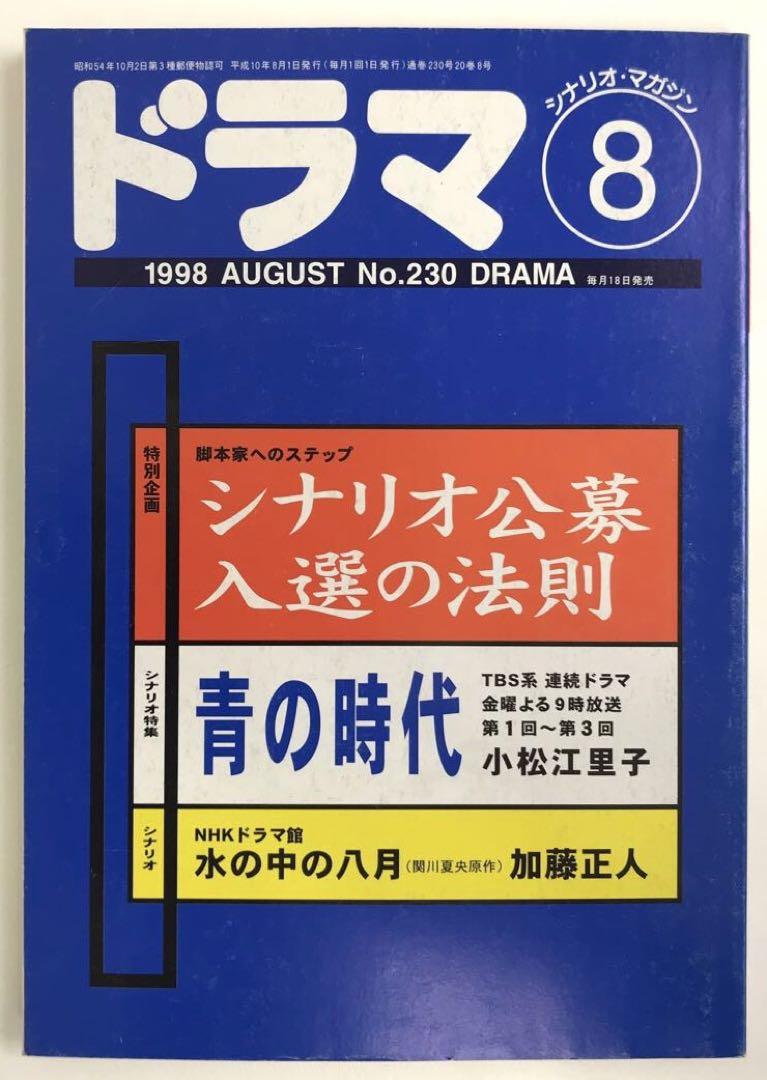 昭和54年10月2日第3種郵便物認可 平成10年8月1日発行(毎月1回1日発行)通巻230号20巻8号
ドラマ
シナリオ・マガジン
8
1998 AUGUST No.230 DRAMA 毎月18日発売
特別企画
脚本家へのステップ
シナリオ公募
入選の法則
シナリオ特集
青の時代
TBS系 連続ドラマ
金曜よる9時放送
第1回〜第3回
小松江里子
シナリオ
NHKドラマ館
水の中の八月(関川夏央原作)加藤正人